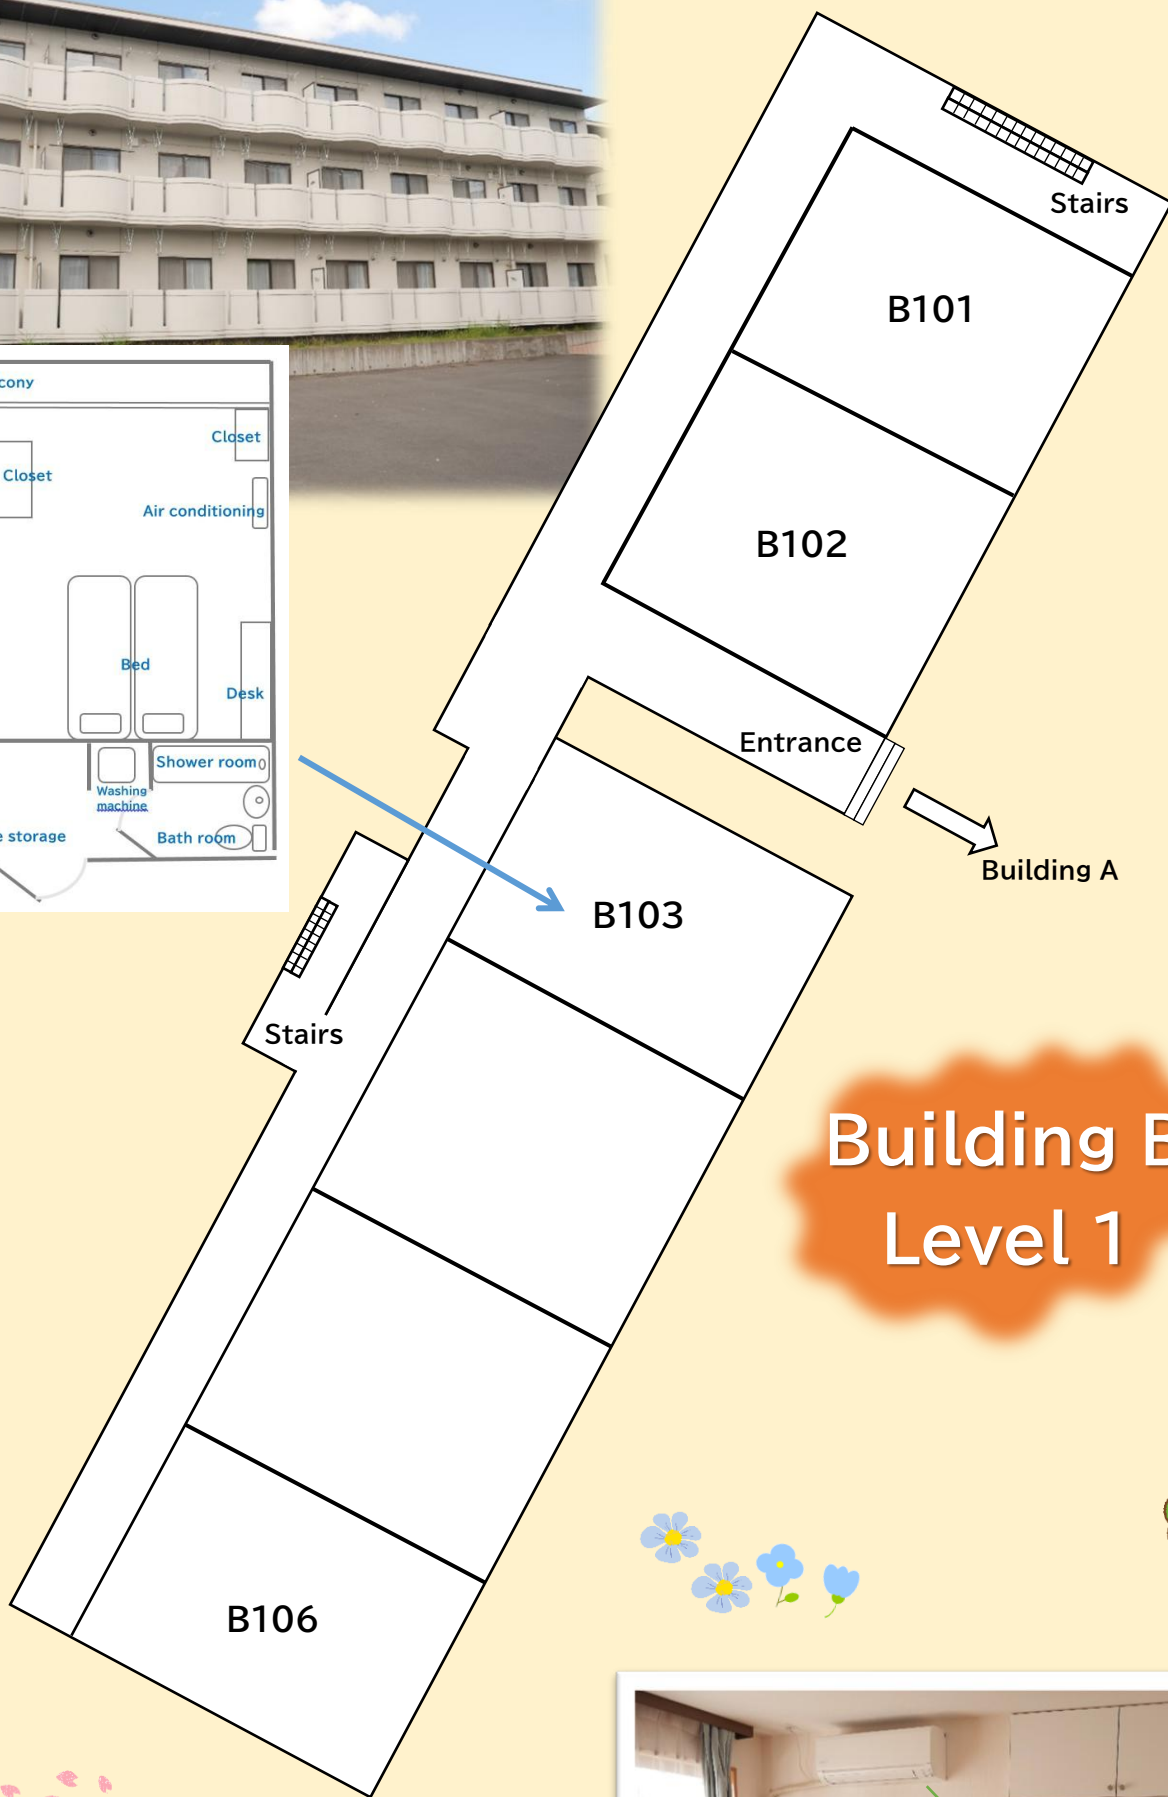 Stairs
B101
cony
Closet
Closet
Air conditioning
B102
Bed
Desk
Entrance
Shower room
Washing
machine
e storage
Bath room
Building A
B103
Stairs
Building B
Level 1
B106